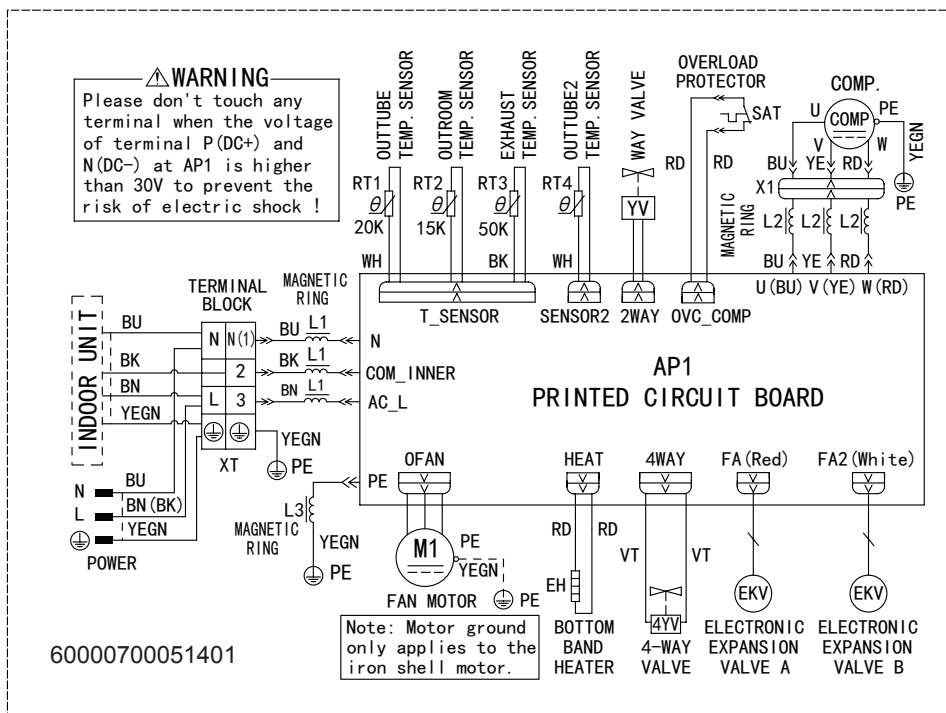 ⚠WARNING
Please don't touch any
terminal when the voltage
of terminal P(DC+) and
N(DC-) at AP1 is higher
than 30V to prevent the
risk of electric shock !
OUTTUBE
TEMP. SENSOR
OUTROOM
TEMP. SENSOR
EXHAUST
TEMP. SENSOR
OUTTUBE2
TEMP. SENSOR
WAY VALVE
OVERLOAD
PROTECTOR
SAT
COMP.
U
COMP
PE
V
W
YEGN
RT1
RT2
RT3
RT4
θ
θ
θ
θ
20K
15K
50K
YV
RD
RD
BU
YE
RD
X1
PE
MAGNETIC
RING
L2
L2
L2
WH
BK
WH
BU
YE
RD
T_SENSOR
SENSOR2
2WAY
OVC_COMP
U(BU)
V(YE)
W(RD)
INDOOR UNIT
TERMINAL
BLOCK
MAGNETIC
RING
BU
N
N(1)
BU
L1
N
BK
2
BK
L1
COM_INNER
BN
L
3
BN
L1
AC_L
YEGN
XT
YEGN
PE
AP1
PRINTED CIRCUIT BOARD
N
BU
L
BN(BK)
YEGN
POWER
PE
L3
MAGNETIC
RING
YEGN
PE
OFAN
HEAT
4WAY
FA(Red)
FA2(White)
M1
PE
YEGN
PE
FAN MOTOR
RD
RD
EH
BOTTOM
BAND
HEATER
VT
VT
4YV
4-WAY
VALVE
EKV
ELECTRONIC
EXPANSION
VALVE A
EKV
ELECTRONIC
EXPANSION
VALVE B
Note: Motor ground
only applies to the
iron shell motor.
60000700051401